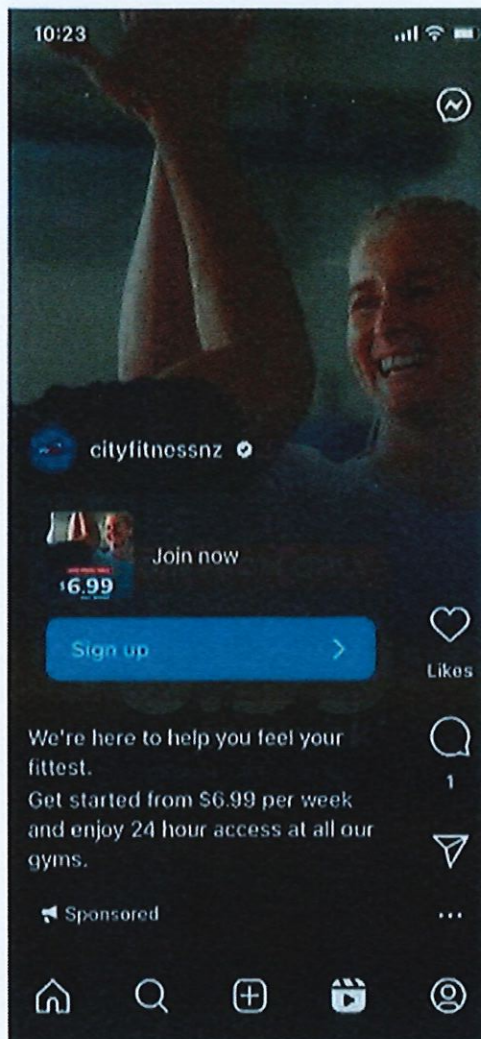 10:23
cityfitnessnz
Join now
$6.99
Sign up
Likes
We're here to help you feel your
fittest.
1
Get started from $6.99 per week
and enjoy 24 hour access at all our
gyms.
Sponsored